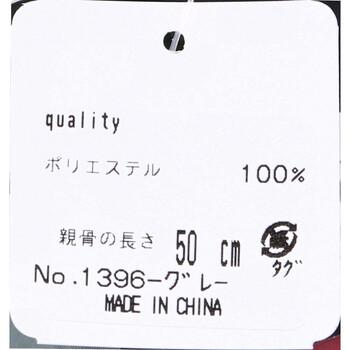 quality
ポリエステル 100%
親骨の長さ 50 cm
紙
タグ
No.1396-グレー
MADE IN CHINA